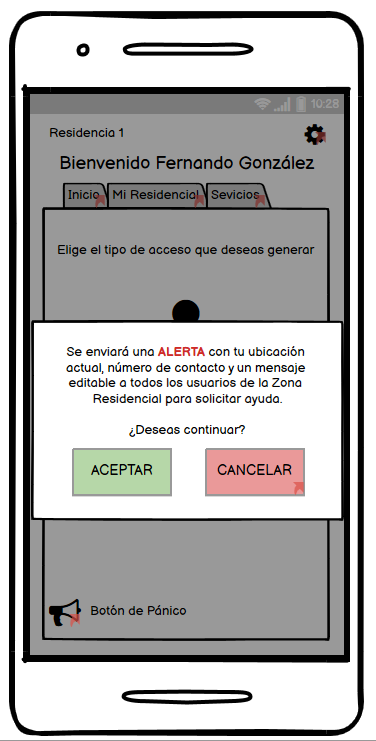 10:28
Residencia 1
Bienvenido Fernando González
Inicio Mi Residencial Sevicios
Elige el tipo de acceso que deseas generar
Se enviará una ALERTA con tu ubicación
actual, número de contacto y un mensaje
editable a todos los usuarios de la Zona
Residencial para solicitar ayuda.
¿Deseas continuar?
ACEPTAR CANCELAR
Botón de Pánico